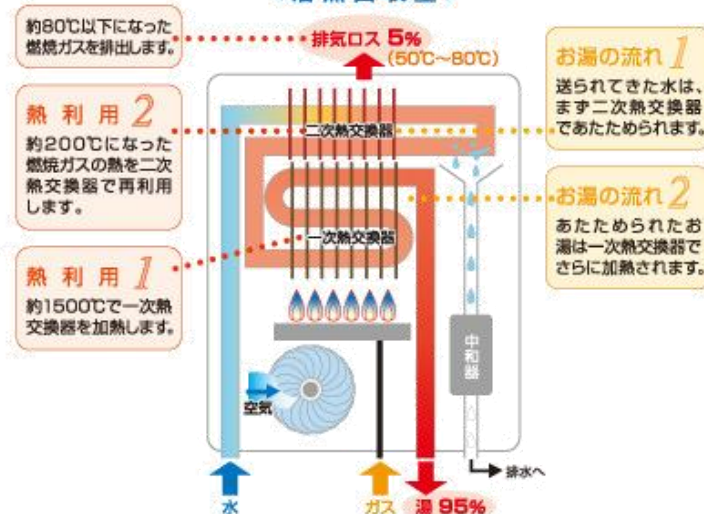 約80℃以下になった
燃焼ガスを排出します。
排気ロス 5%
(50℃~80℃)
熱利用 2
約200℃になった
燃焼ガスの熱を二次
熱交換器で再利用
します。
熱利用 1
約1500℃で一次熱
交換器を加熱します。
お湯の流れ 1
送られてきた水は、
まず二次熱交換器
であたためられます。
お湯の流れ 2
あたためられたお
湯は一次熱交換器で
さらに加熱されます。
二次熱交換器
一次熱交換器
中和器
空気
排水へ
水
ガス
湯 95%